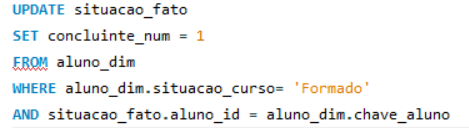 UPDATE situacao_fato
SET concluinte_num = 1
FROM aluno_dim
WHERE aluno_dim.situacao_curso= 'Formado'
AND situacao_fato.aluno_id = aluno_dim.chave_aluno